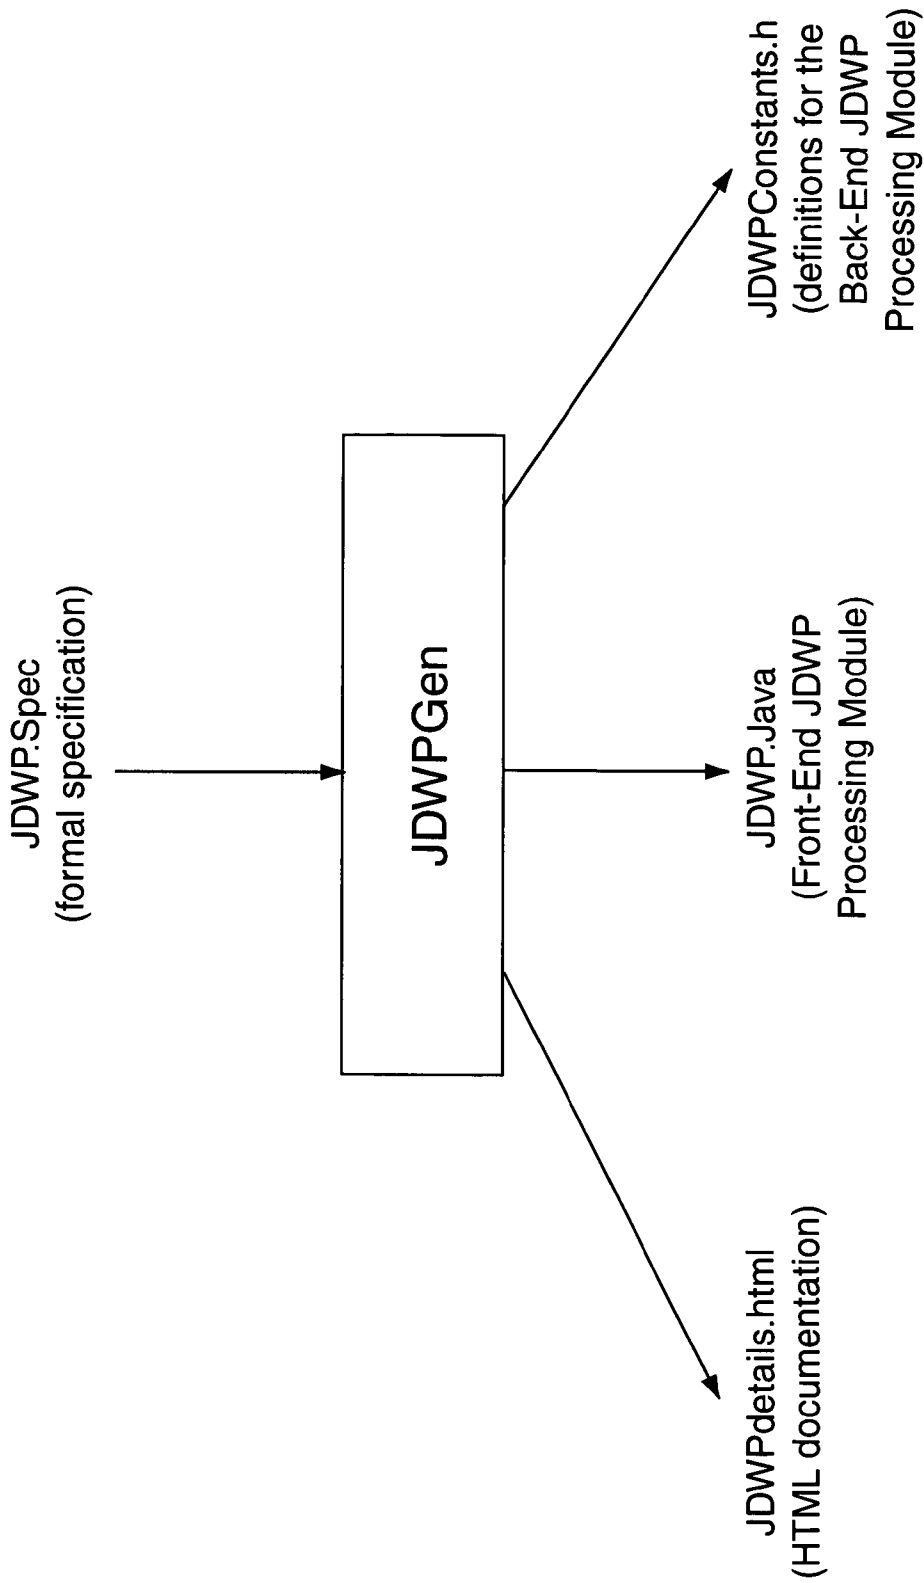 JDWP.Spec
(formal specification)
JDWPGen
JDWPdetails.html
(HTML documentation)
JDWP.Java
(Front-End JDWP
Processing Module)
JDWPConstants.h
(definitions for the
Back-End JDWP
Processing Module)